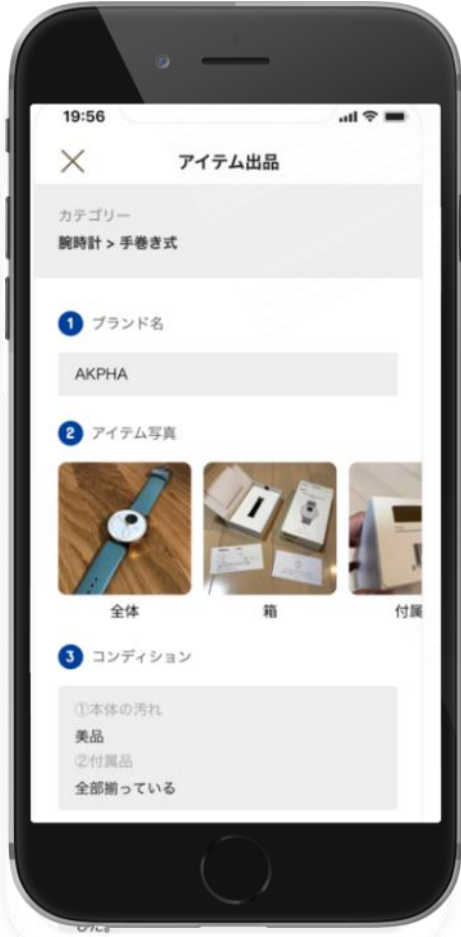 19:56
アイテム出品
カテゴリー
腕時計 > 手巻き式
1 ブランド名
AKPHA
2 アイテム写真
全体
箱
付属
3 コンディション
①本体の汚れ
美品
②付属品
全部揃っている
した。